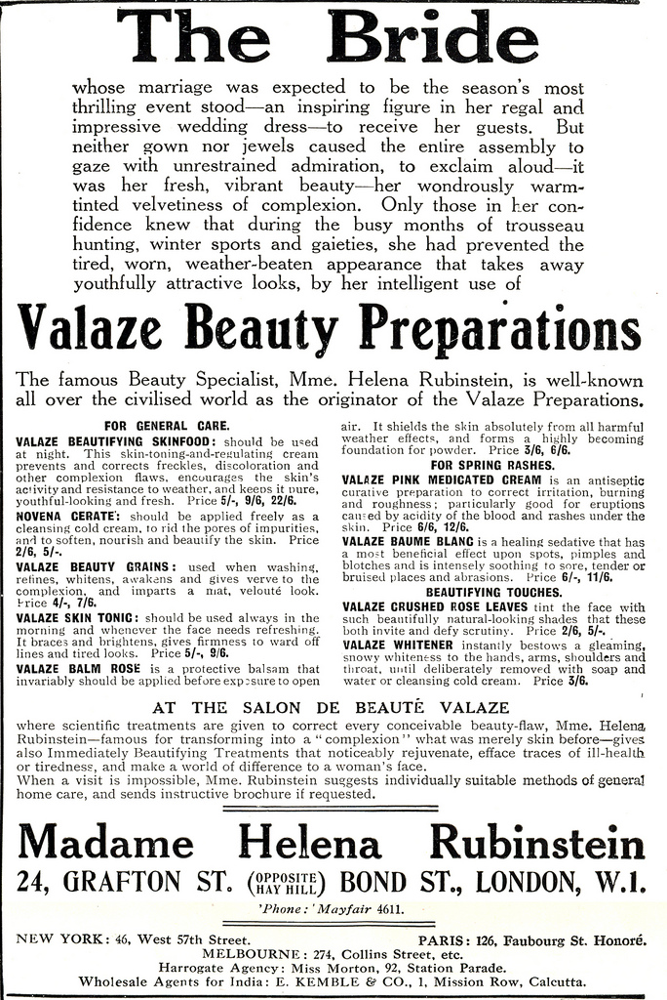 The Bride
whose marriage was expected to be the season's most
thrilling event stood—an inspiring figure in her regal and
impressive wedding dress—to receive her guests. But
neither gown nor jewels caused the entire assembly to
gaze with unrestrained admiration, to exclaim aloud—it
was her fresh, vibrant beauty—her wondrously warm-
tinted velvetiness of complexion. Only those in her con-
fidence knew that during the busy months of trousseau
hunting, winter sports and gaieties, she had prevented the
tired, worn, weather-beaten appearance that takes away
youthfully attractive looks, by her intelligent use of
Valaze Beauty Preparations
The famous Beauty Specialist, Mme. Helena Rubinstein, is well-known
all over the civilised world as the originator of the Valaze Preparations.
FOR GENERAL CARE.
VALAZE BEAUTIFYING SKINFOOD: should be used
at night. This skin-toning-and-regulating cream
prevents and corrects freckles, discoloration and
other complexion flaws, encourages the skin's
activity and resistance to weather, and keeps it pure,
youthful-looking and fresh. Price 5/-, 9/6, 22/6.
NOVENA CERATE: should be applied freely as a
cleansing cold cream, to rid the pores of impurities,
and to soften, nourish and beautify the skin. Price
2/6, 5/-.
VALAZE BEAUTY GRAINS: used when washing,
refines, whitens, awakens and gives verve to the
complexion, and imparts a mat, velouté look.
Price 4/-, 7/6.
VALAZE SKIN TONIC: should be used always in the
morning and whenever the face needs refreshing.
It braces and brightens, gives firmness to ward off
lines and tired looks. Price 5/-, 9/6.
VALAZE BALM ROSE is a protective balsam that
invariably should be applied before exposure to open
air. It shields the skin absolutely from all harmful
weather effects, and forms a highly becoming
foundation for powder. Price 3/6, 6/6.
FOR SPRING RASHES.
VALAZE PINK MEDICATED CREAM is an antiseptic
curative preparation to correct irritation, burning
and roughness; particularly good for eruptions
caused by acidity of the blood and rashes under the
skin. Price 6/6, 12/6.
VALAZE BAUME BLANC is a healing sedative that has
a most beneficial effect upon spots, pimples and
blotches and is intensely soothing to sore, tender or
bruised places and abrasions. Price 6/-, 11/6.
BEAUTIFYING TOUCHES.
VALAZE CRUSHED ROSE LEAVES tint the face with
such beautifully natural-looking shades that these
both invite and defy scrutiny. Price 2/6, 5/-.
VALAZE WHITENER instantly bestows a gleaming,
snowy whiteness to the hands, arms, shoulders and
throat, until deliberately removed with soap and
water or cleansing cold cream. Price 3/6.
AT THE SALON DE BEAUTÉ VALAZE
where scientific treatments are given to correct every conceivable beauty-flaw, Mme. Helena
Rubinstein—famous for transforming into a "complexion" what was merely skin before—gives
also Immediately Beautifying Treatments that noticeably rejuvenate, efface traces of ill-health
or tiredness, and make a world of difference to a woman's face.
When a visit is impossible, Mme. Rubinstein suggests individually suitable methods of general
home care, and sends instructive brochure if requested.
Madame Helena Rubinstein
24, GRAFTON ST. (OPPOSITE HAY HILL) BOND ST., LONDON, W.1.
'Phone: 'Mayfair 4611.
NEW YORK: 46, West 57th Street. PARIS: 126, Faubourg St. Honoré.
MELBOURNE: 274, Collins Street, etc.
Harrogate Agency: Miss Morton, 92, Station Parade.
Wholesale Agents for India: E. KEMBLE & CO., 1, Mission Row, Calcutta.